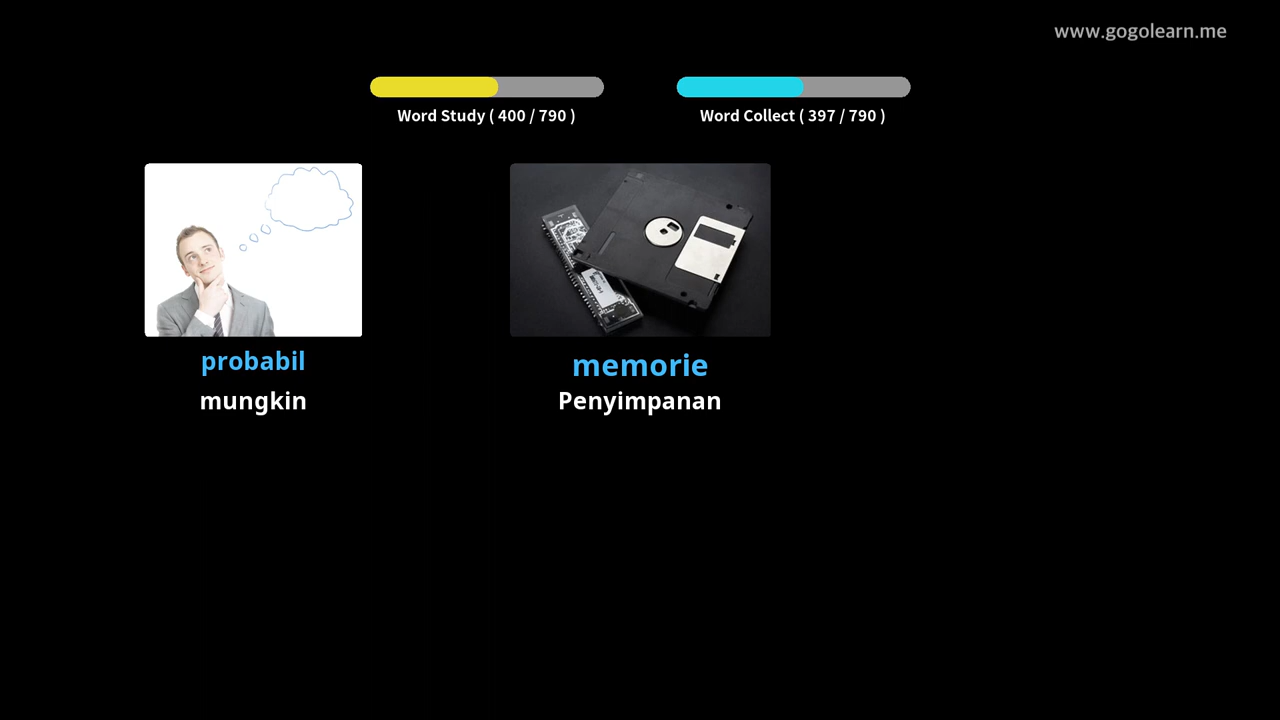 www.gogolearn.me
Word Study ( 400 / 790 )
Word Collect ( 397 / 790 )
probabil
mungkin
memorie
Penyimpanan